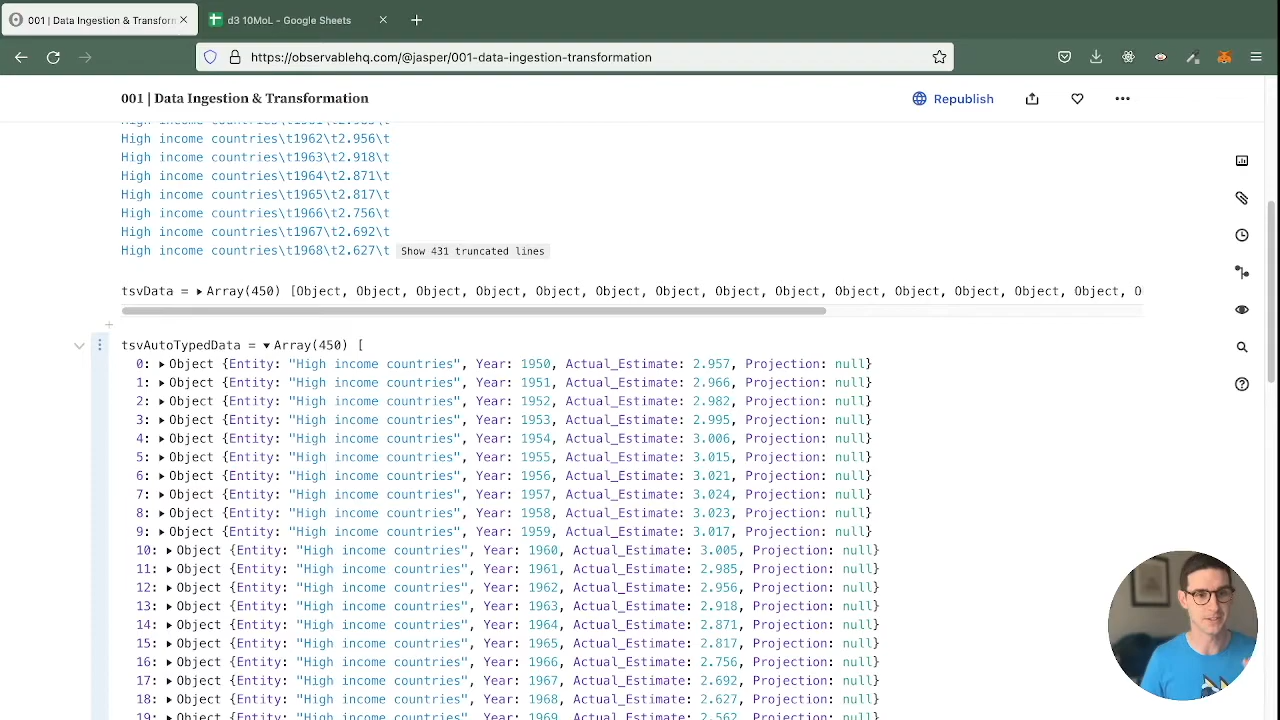 001 | Data Ingestion & Transform
d3 10MoL - Google Sheets
https://observablehq.com/@jasper/001-data-ingestion-transformation
001 | Data Ingestion & Transformation
Republish
High income countries\t1962\t2.956\t
High income countries\t1963\t2.918\t
High income countries\t1964\t2.871\t
High income countries\t1965\t2.817\t
High income countries\t1966\t2.756\t
High income countries\t1967\t2.692\t
High income countries\t1968\t2.627\t Show 431 truncated lines
tsvData = Array(450) [Object, Object, Object, Object, Object, Object, Object, Object, Object, Object, Object, Object, Object, Object, O
tsvAutoTypedData = Array(450) [
0: Object {Entity: "High income countries", Year: 1950, Actual_Estimate: 2.957, Projection: null}
1: Object {Entity: "High income countries", Year: 1951, Actual_Estimate: 2.966, Projection: null}
2: Object {Entity: "High income countries", Year: 1952, Actual_Estimate: 2.982, Projection: null}
3: Object {Entity: "High income countries", Year: 1953, Actual_Estimate: 2.995, Projection: null}
4: Object {Entity: "High income countries", Year: 1954, Actual_Estimate: 3.006, Projection: null}
5: Object {Entity: "High income countries", Year: 1955, Actual_Estimate: 3.015, Projection: null}
6: Object {Entity: "High income countries", Year: 1956, Actual_Estimate: 3.021, Projection: null}
7: Object {Entity: "High income countries", Year: 1957, Actual_Estimate: 3.024, Projection: null}
8: Object {Entity: "High income countries", Year: 1958, Actual_Estimate: 3.023, Projection: null}
9: Object {Entity: "High income countries", Year: 1959, Actual_Estimate: 3.017, Projection: null}
10: Object {Entity: "High income countries", Year: 1960, Actual_Estimate: 3.005, Projection: null}
11: Object {Entity: "High income countries", Year: 1961, Actual_Estimate: 2.985, Projection: null}
12: Object {Entity: "High income countries", Year: 1962, Actual_Estimate: 2.956, Projection: null}
13: Object {Entity: "High income countries", Year: 1963, Actual_Estimate: 2.918, Projection: null}
14: Object {Entity: "High income countries", Year: 1964, Actual_Estimate: 2.871, Projection: null}
15: Object {Entity: "High income countries", Year: 1965, Actual_Estimate: 2.817, Projection: null}
16: Object {Entity: "High income countries", Year: 1966, Actual_Estimate: 2.756, Projection: null}
17: Object {Entity: "High income countries", Year: 1967, Actual_Estimate: 2.692, Projection: null}
18: Object {Entity: "High income countries", Year: 1968, Actual_Estimate: 2.627, Projection: null}
19: Object {Entity: "High income countries", Year: 1969, Actual_Estimate: 2.562, Projection: null}